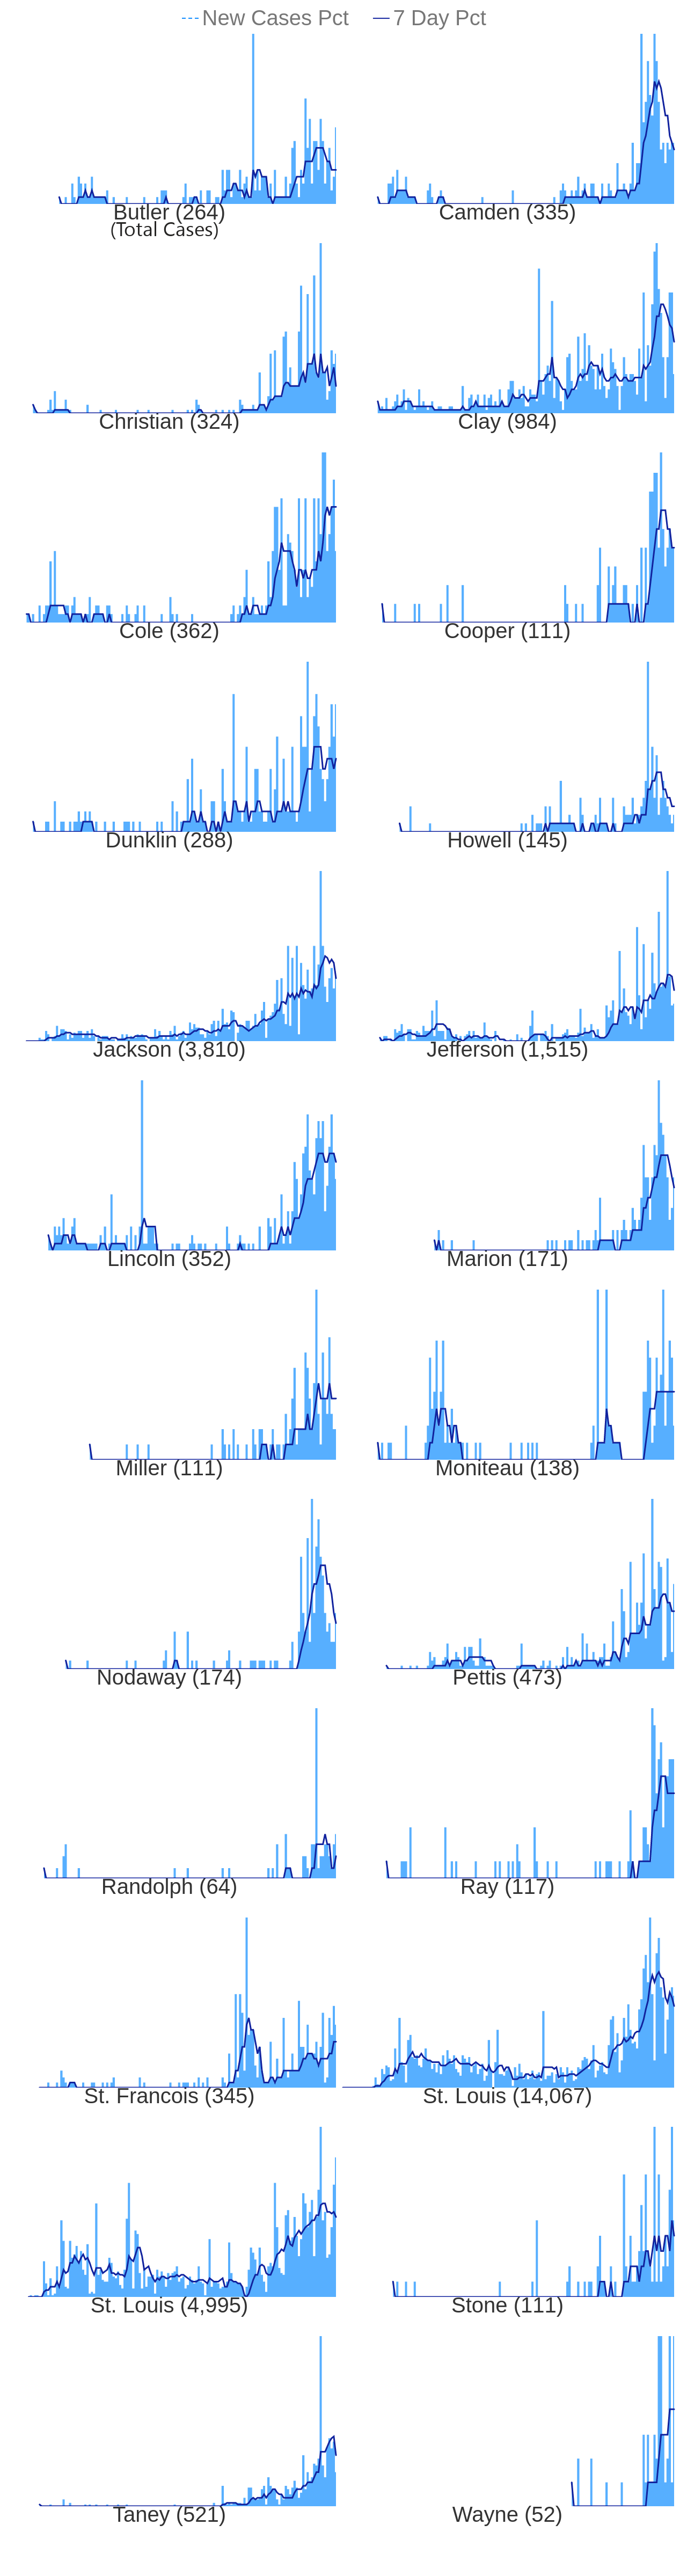 New Cases Pct 7 Day Pct
Butler (264) Camden (335)
(Total Cases)
Christian (324) Clay (984)
Cole (362) Cooper (111)
Dunklin (288) Howell (145)
Jackson (3,810) Jefferson (1,515)
Lincoln (352) Marion (171)
Miller (111) Moniteau (138)
Nodaway (174) Pettis (473)
Randolph (64) Ray (117)
St. Francois (345) St. Louis (14,067)
St. Louis (4,995) Stone (111)
Taney (521) Wayne (52)